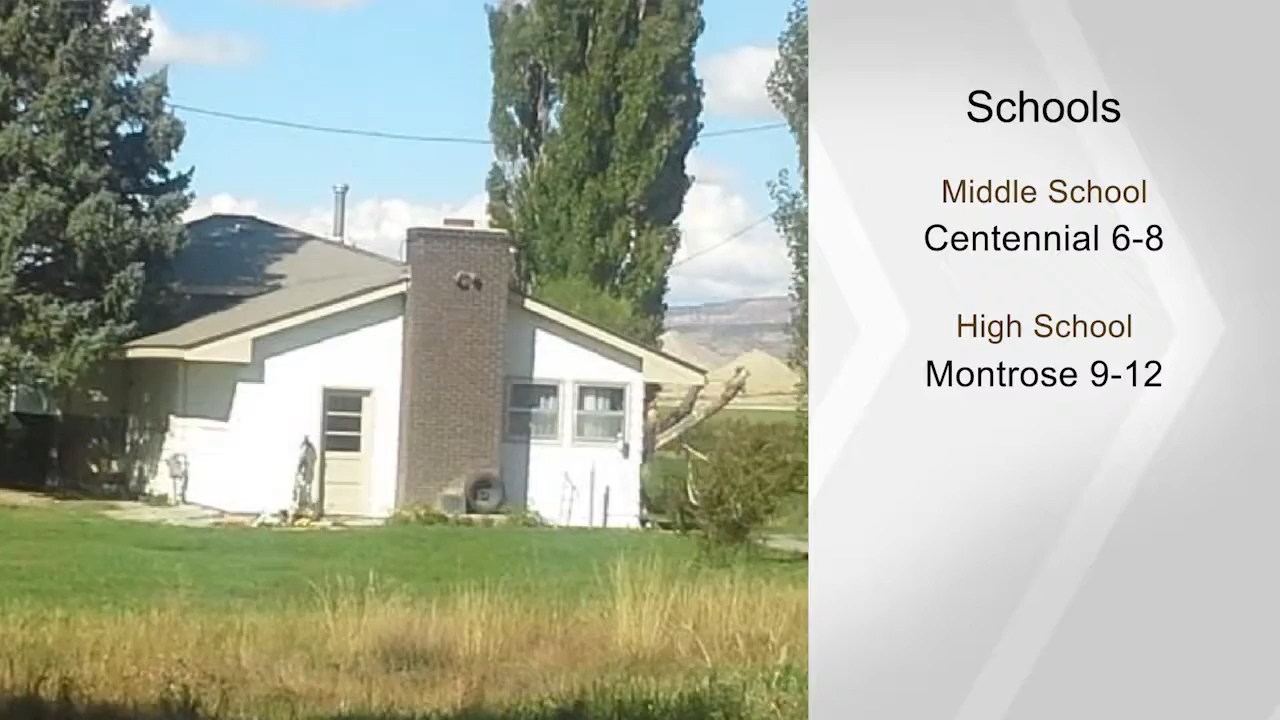 Schools
Middle School
Centennial 6-8
High School
Montrose 9-12